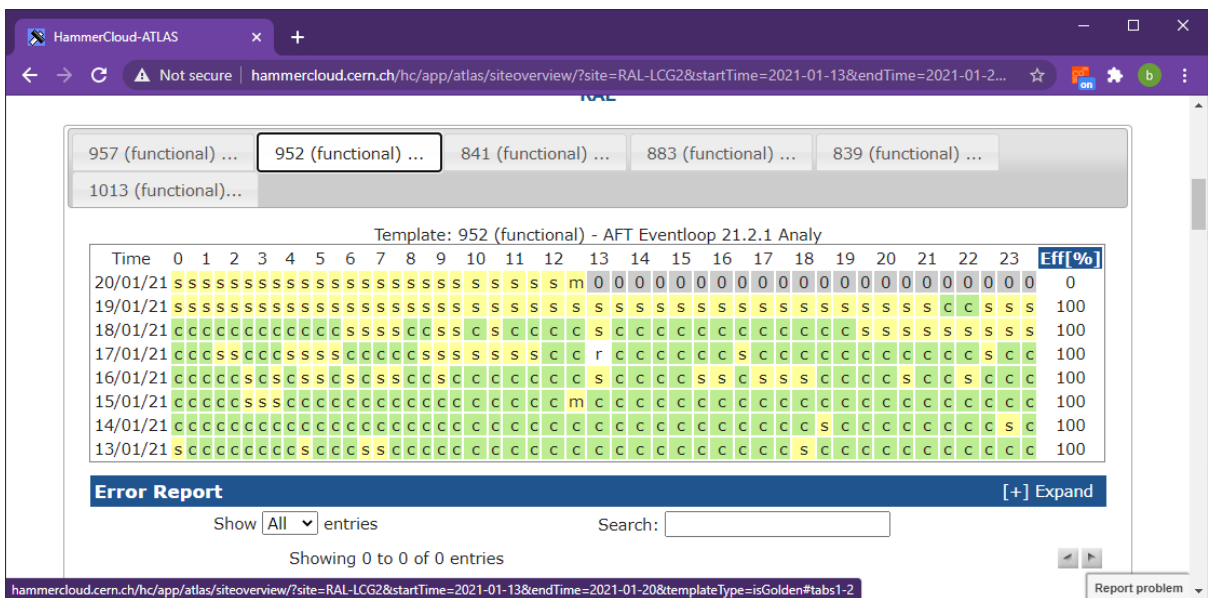 HammerCloud-ATLAS
Not secure | hammercloud.cern.ch/hc/app/atlas/siteoverview/?site=RAL-LCG2&startTime=2021-01-13&endTime=2021-01-2...
on b
RAL
957 (functional) ... 952 (functional) ... 841 (functional) ... 883 (functional) ... 839 (functional) ...
1013 (functional)...
Template: 952 (functional) - AFT Eventloop 21.2.1 Analy
Time 0 1 2 3 4 5 6 7 8 9 10 11 12 13 14 15 16 17 18 19 20 21 22 23 Eff[%]
20/01/21 s s s s s s s s s s s s s s s s s s s s s s s s s m 0 0 0 0 0 0 0 0 0 0 0 0 0 0 0 0 0 0 0 0 0 0 0
19/01/21 s s s s s s s s s s s s s s s s s s s s s s s s s s s s s s s s s s s s s s s s s s s c c s s s 100
18/01/21 c c c c c c c c c c c c s s s s c c s s c s c c c c s c c c c c c c c c c c c s s s s s s s s s 100
17/01/21 c c c s s c c c s s s s c c c c c s s s s s s s c c r c c c c c c s c c c c c c c c c c c s c c 100
16/01/21 c c c c c s c s c s s c s c s s c c s c c c c c c c s c c c c s s c s s s c c c c s c c s c c c 100
15/01/21 c c c c c s s s c c c c c c c c c c c c c c c c c m c c c c c c c c c c c c c c c c c c c c c c 100
14/01/21 c c c c c c c c c c c c c c c c c c c c c c c c c c c c c c c c c c c c c s c c c c c c c c s c 100
13/01/21 s c c c c c c c c s c c c s s c c c c c c c c c c c c c c c c c c c c c s c c c c c c c c c c c 100
Error Report [+] Expand
Show All entries Search:
Showing 0 to 0 of 0 entries
hammercloud.cern.ch/hc/app/atlas/siteoverview/?site=RAL-LCG2&startTime=2021-01-13&endTime=2021-01-20&templateType=isGolden#tabs1-2 Report problem